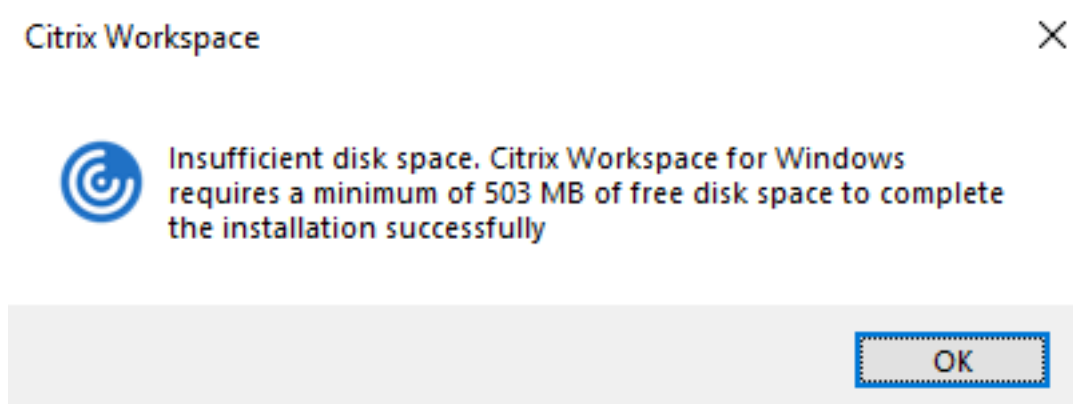 Citrix Workspace
Insufficient disk space. Citrix Workspace for Windows
requires a minimum of 503 MB of free disk space to complete
the installation successfully
OK